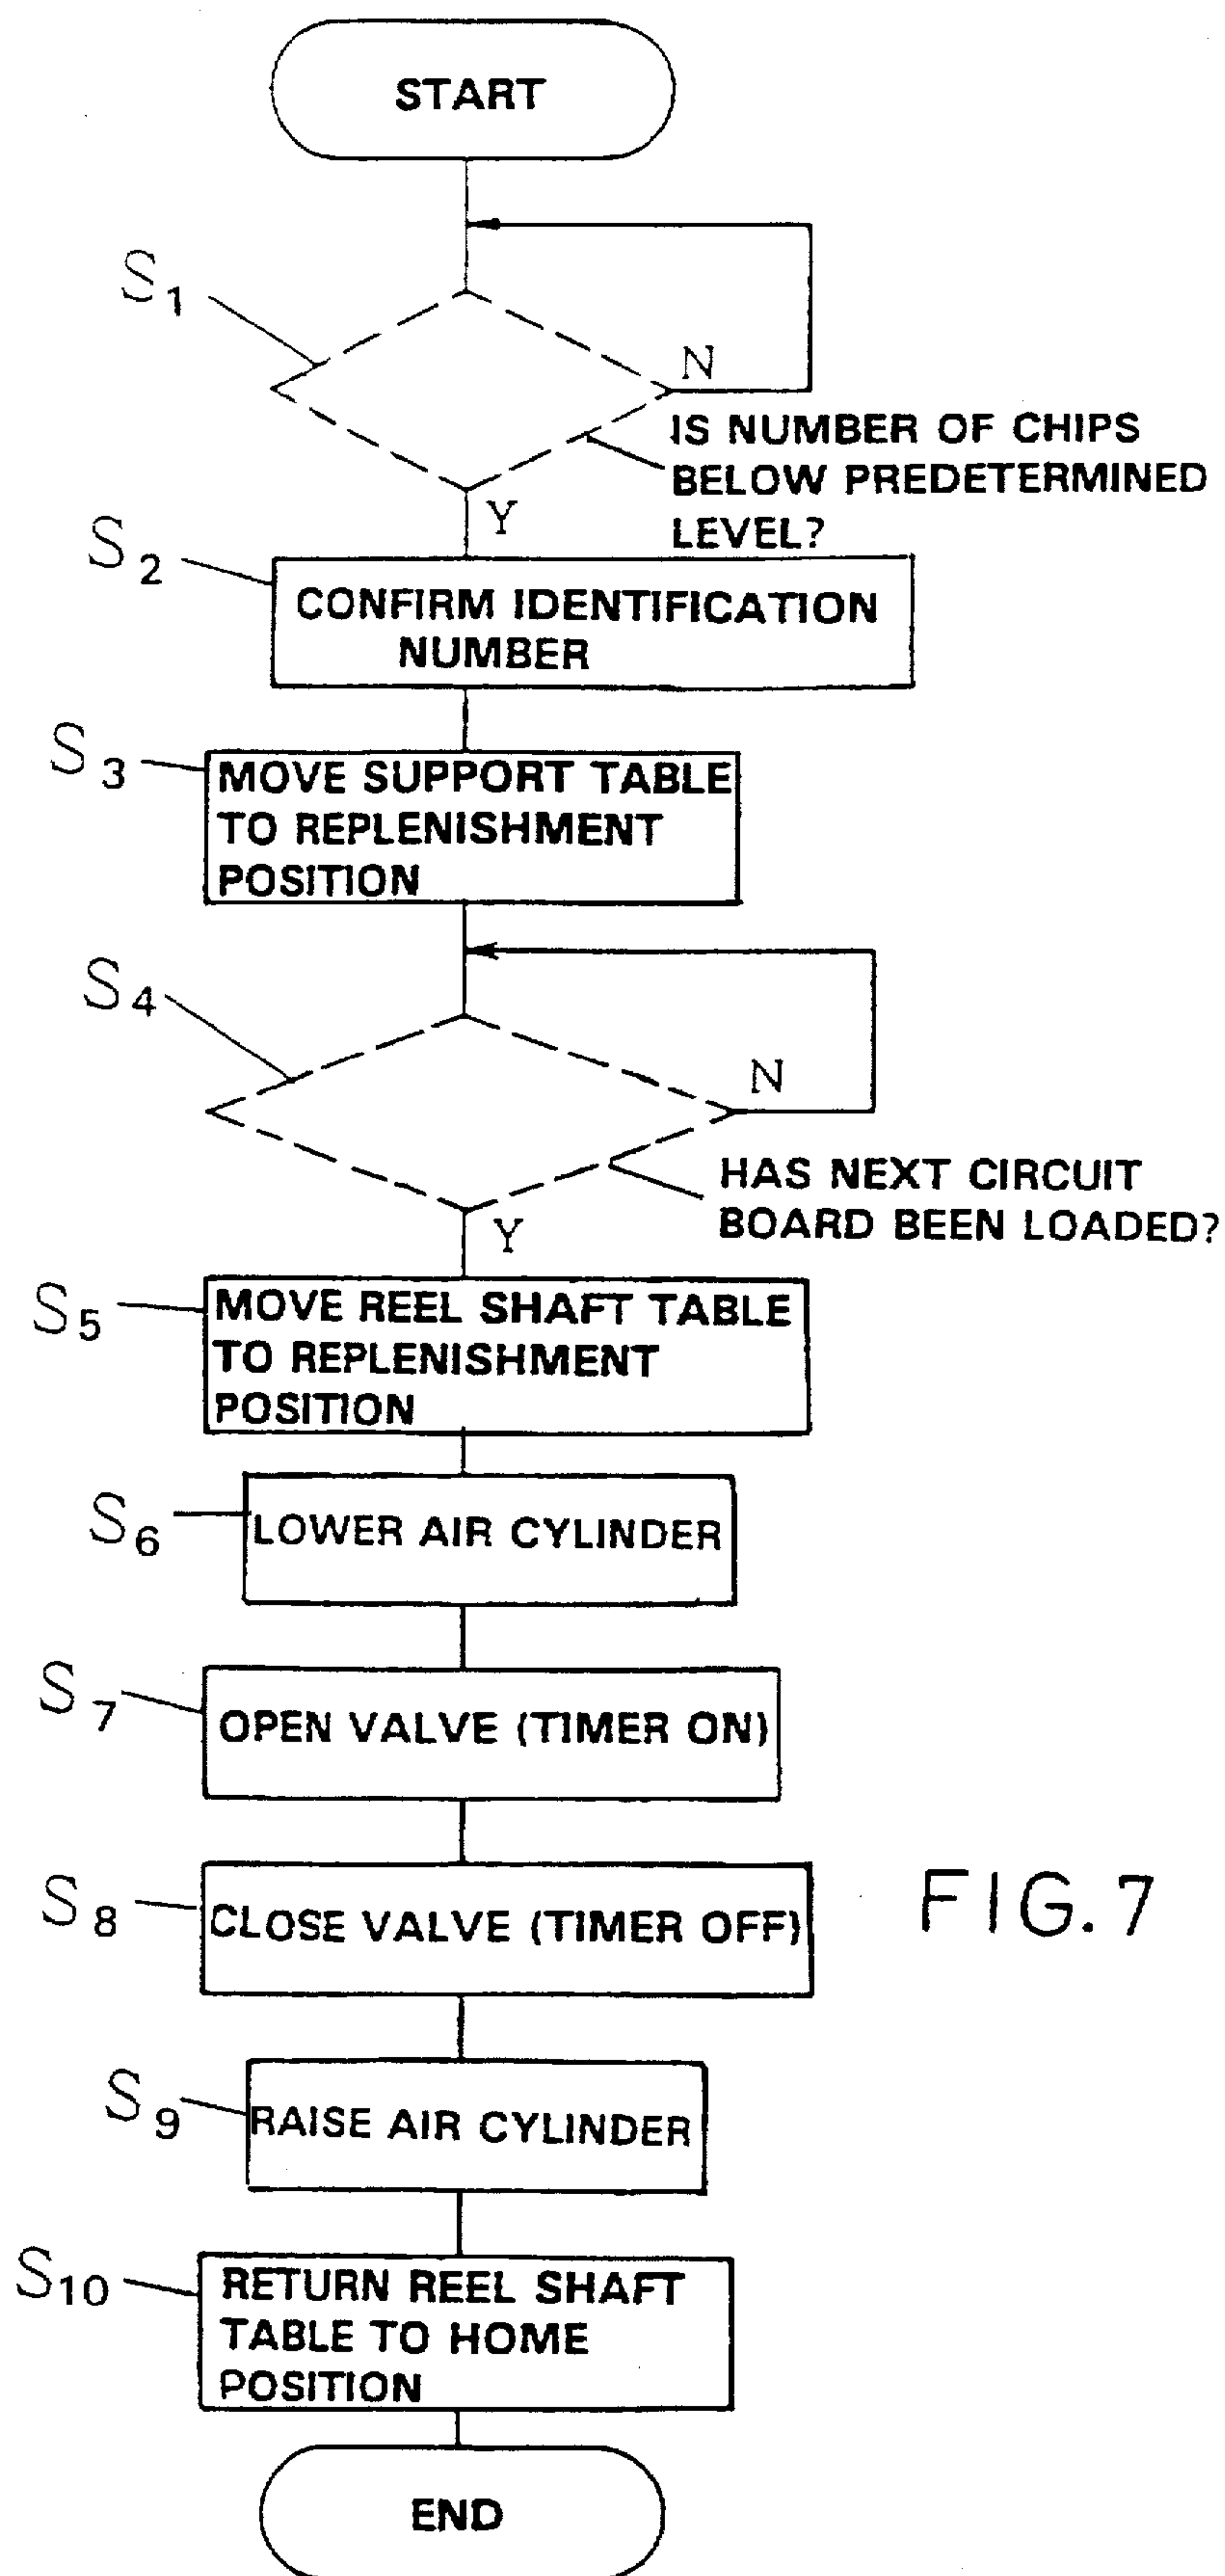 START
S1
N
IS NUMBER OF CHIPS
BELOW PREDETERMINED
LEVEL?
Y
S2
CONFIRM IDENTIFICATION
NUMBER
S3
MOVE SUPPORT TABLE
TO REPLENISHMENT
POSITION
S4
N
HAS NEXT CIRCUIT
BOARD BEEN LOADED?
Y
S5
MOVE REEL SHAFT TABLE
TO REPLENISHMENT
POSITION
S6
LOWER AIR CYLINDER
S7
OPEN VALVE (TIMER ON)
S8
CLOSE VALVE (TIMER OFF)
FIG. 7
S9
RAISE AIR CYLINDER
S10
RETURN REEL SHAFT
TABLE TO HOME
POSITION
END